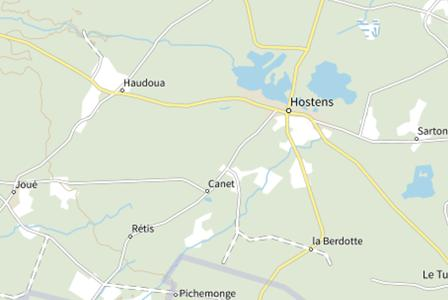 Haudoua
Hostens
Sarton
Joué
Canet
Rétis
la Berdotte
Le Tu
Pichemonge